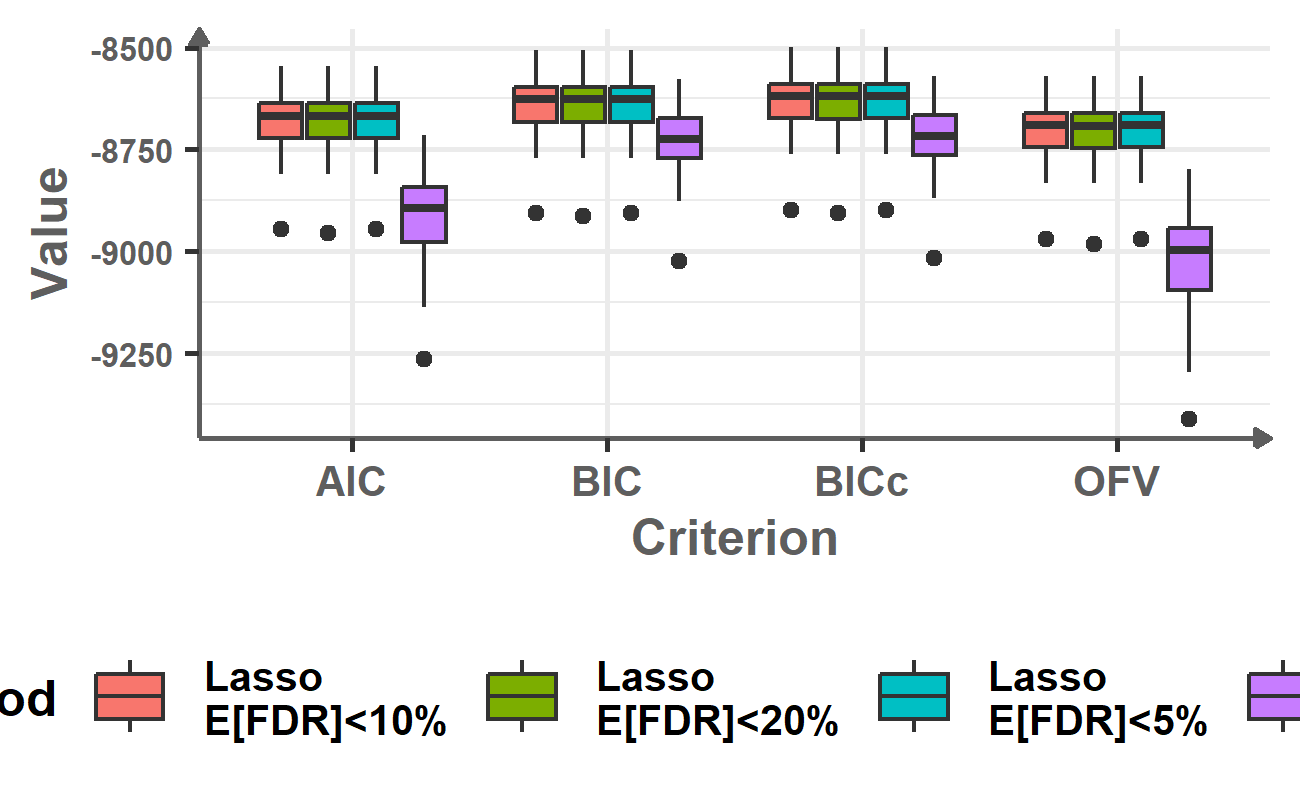 -8500
-8750
-9000
-9250
Value
AIC BIC BICc OFV
Criterion
od
Lasso
E[FDR]<10%
Lasso
E[FDR]<20%
Lasso
E[FDR]<5%